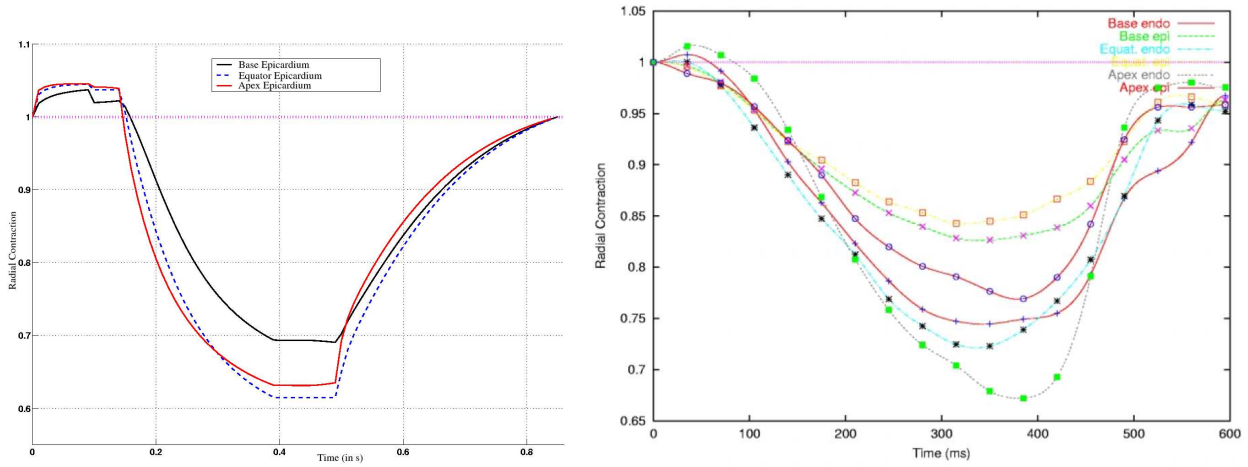 1.1
1
0.9
0.8
0.7
0.6
0
0.2
0.4
0.6
0.8
Radial Contraction
Time (in s)
Base Epicardium
Equator Epicardium
Apex Epicardium
1.05
1
0.95
0.9
0.85
0.8
0.75
0.7
0.65
0
100
200
300
400
500
600
Radial Contraction
Time (ms)
Base endo
Base epi
Equat. endo
Equat. epi
Apex endo
Apex epi